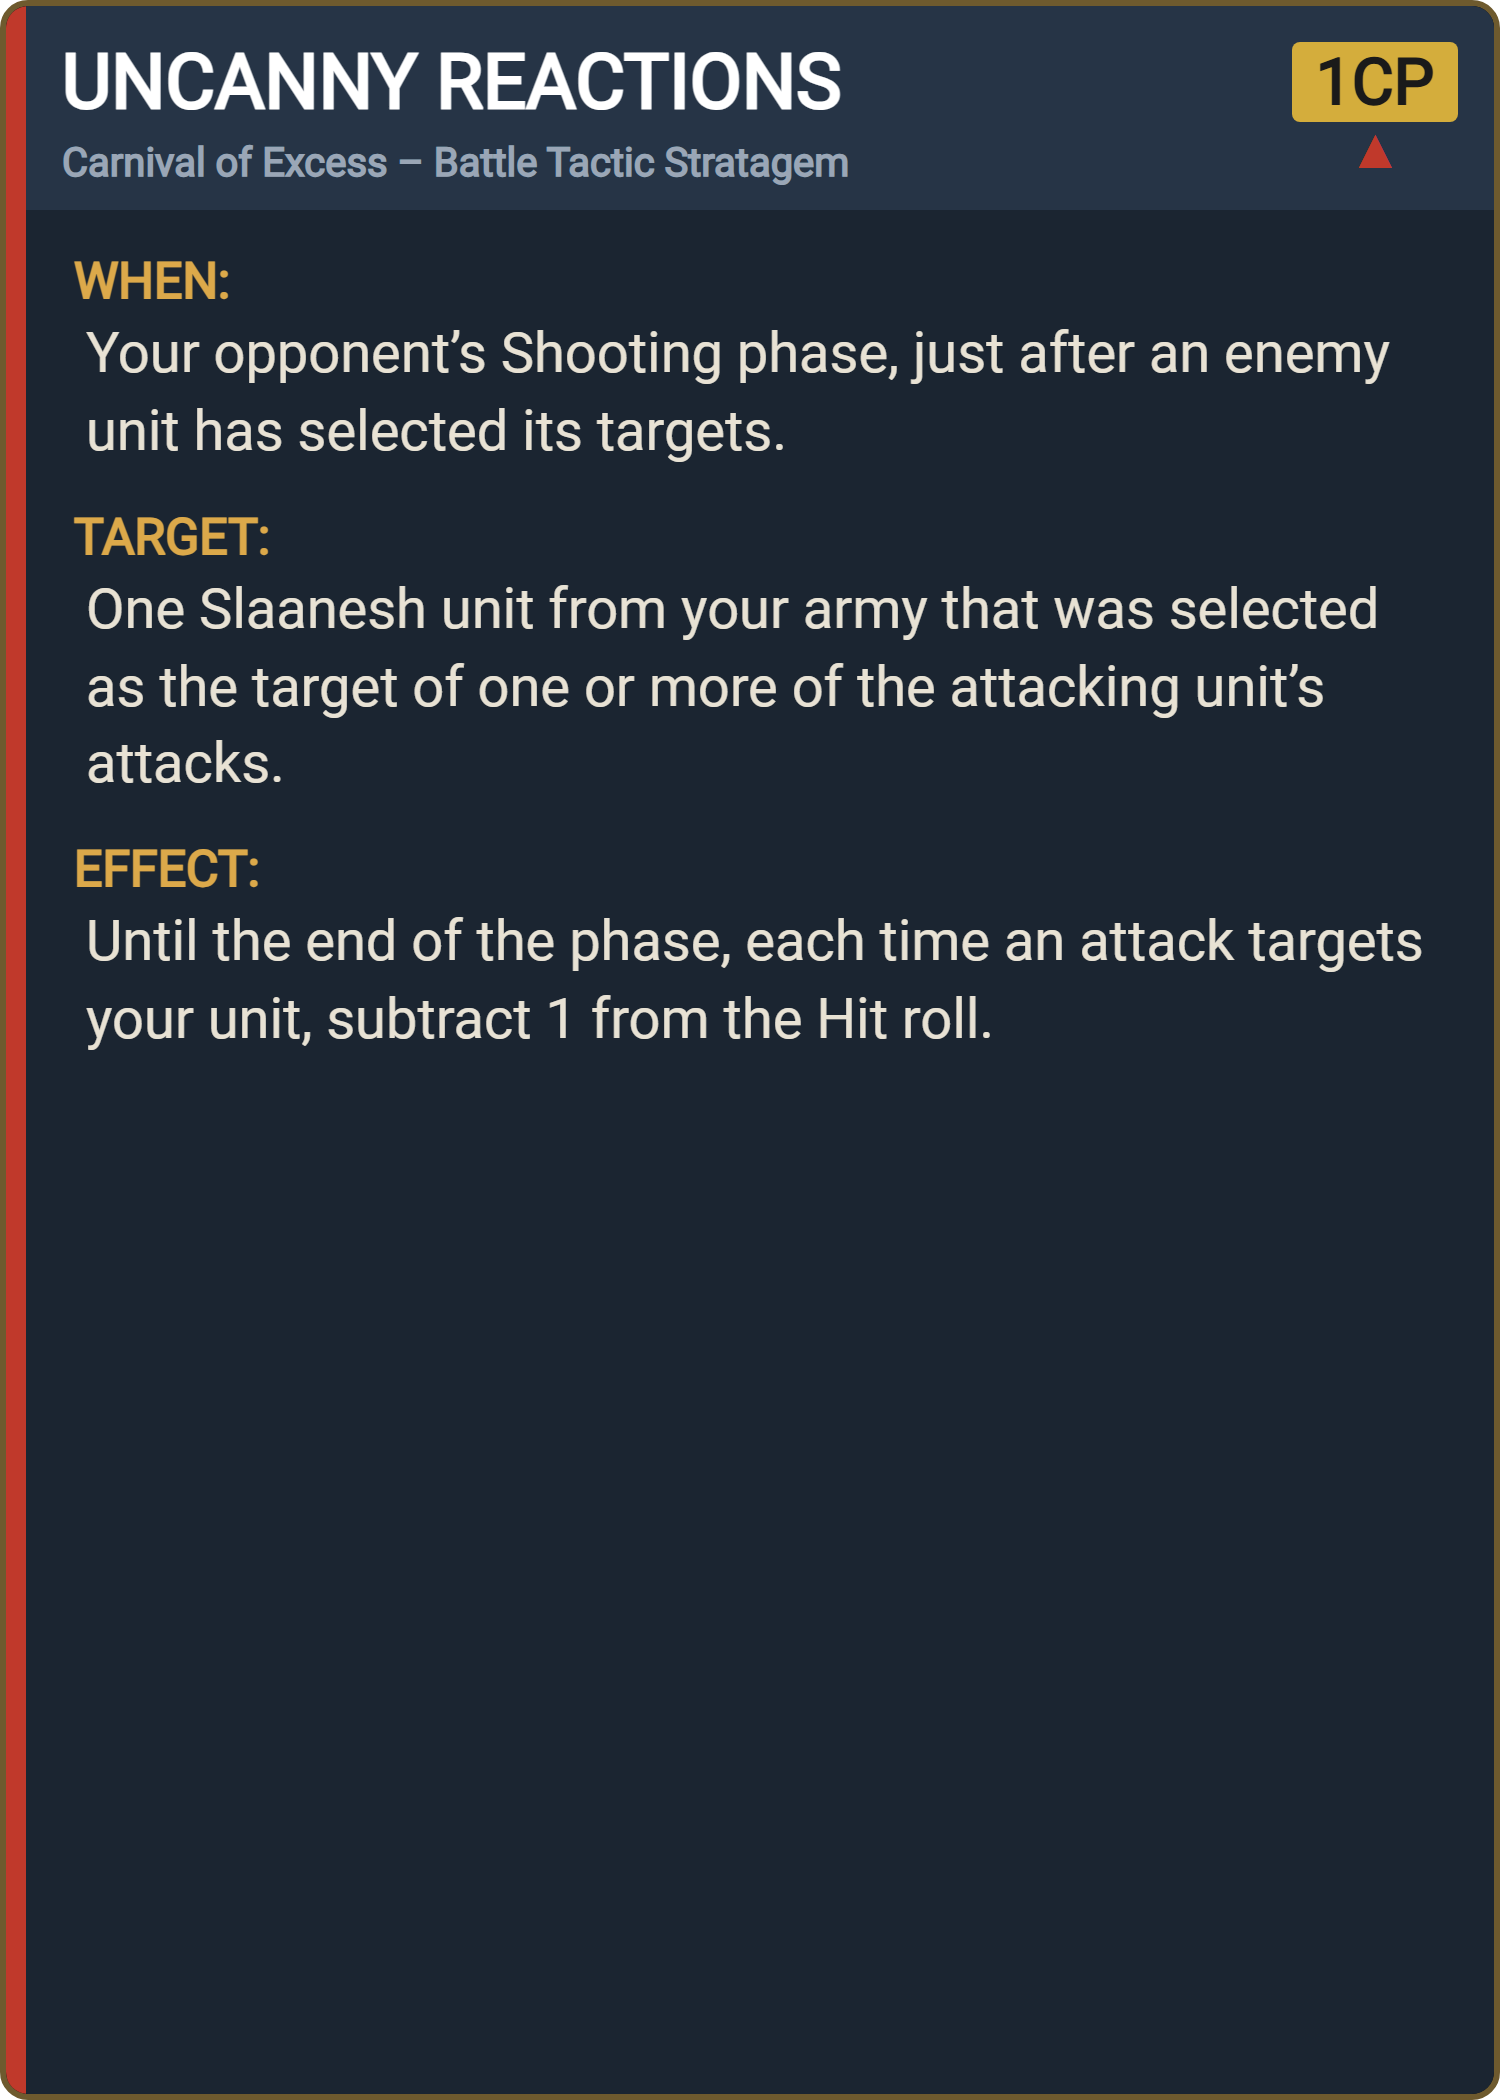 UNCANNY REACTIONS
1CP
Carnival of Excess – Battle Tactic Stratagem
WHEN:
Your opponent’s Shooting phase, just after an enemy
unit has selected its targets.
TARGET:
One Slaanesh unit from your army that was selected
as the target of one or more of the attacking unit’s
attacks.
EFFECT:
Until the end of the phase, each time an attack targets
your unit, subtract 1 from the Hit roll.